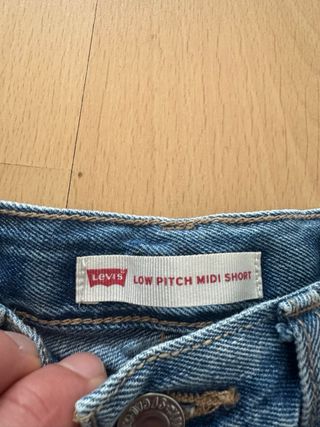 Levi's LOW PITCH MIDI SHORT